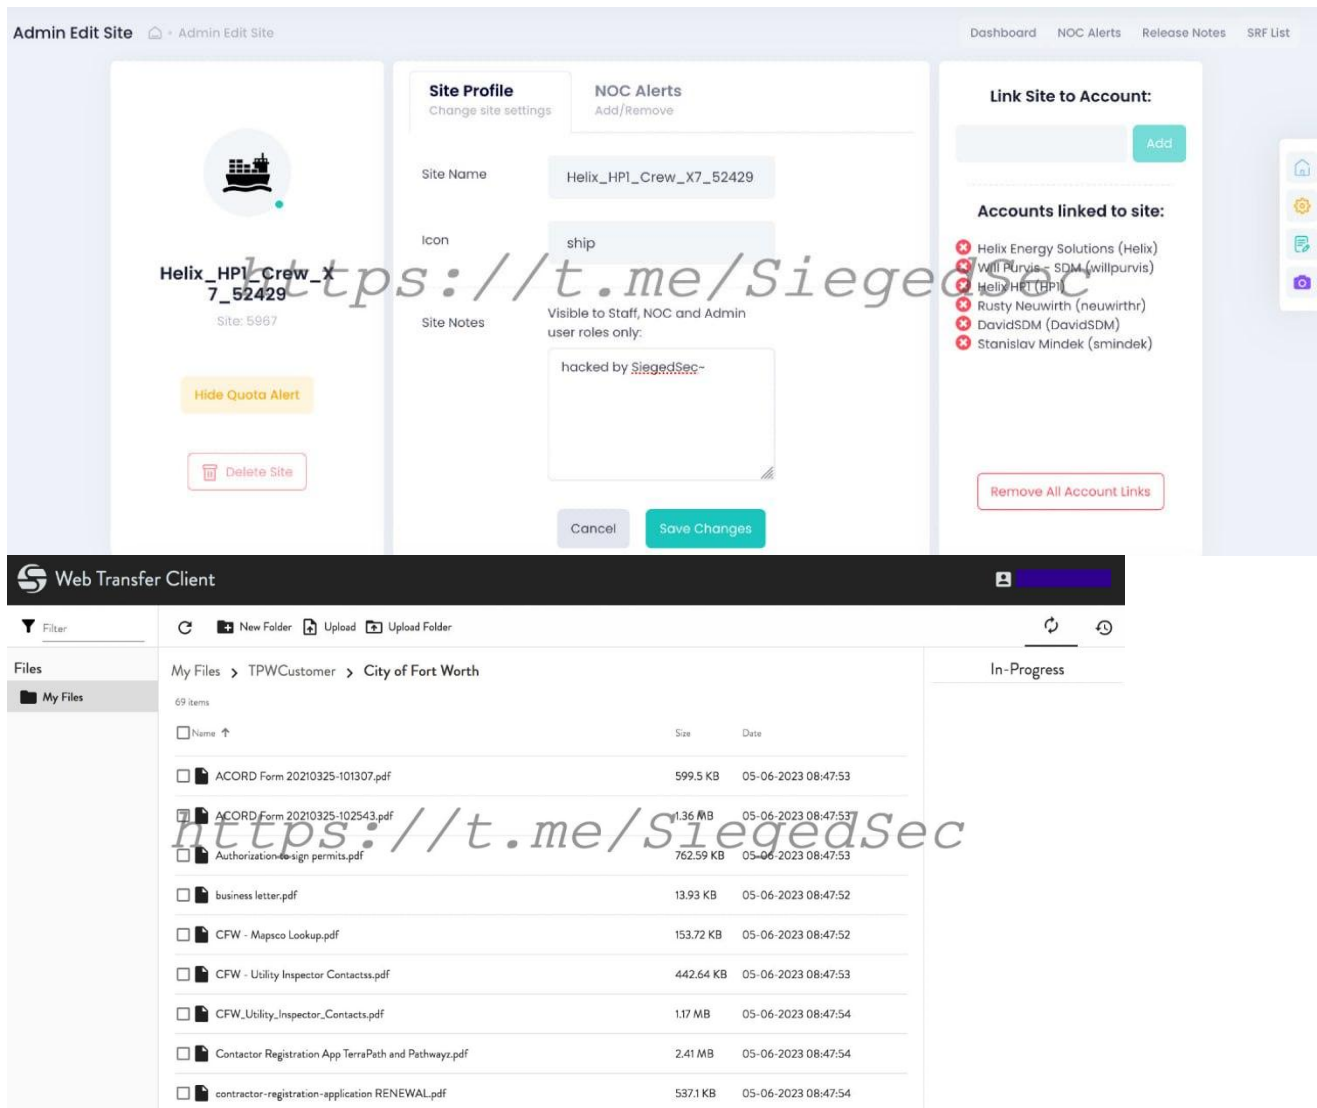 Admin Edit Site
Admin Edit Site
Dashboard NOC Alerts Release Notes SRF List
Helix_HP1_Crew_X
7_52429
Site: 5967
Hide Quota Alert
Delete Site
Site Profile
Change site settings
NOC Alerts
Add/Remove
Site Name
Helix_HP1_Crew_X7_52429
Icon
ship
Site Notes
Visible to Staff, NOC and Admin
user roles only:
hacked by SiegedSec~
Cancel Save Changes
Link Site to Account:
Add
Accounts linked to site:
Helix Energy Solutions (Helix)
Will Purvis - SDM (willpurvis)
Helix HP1 (HP1)
Rusty Neuwirth (neuwirthr)
DavidSDM (DavidSDM)
Stanislav Mindek (smindek)
Remove All Account Links
https://t.me/SiegedSec
Web Transfer Client
Filter
New Folder Upload Upload Folder
Files
My Files
My Files > TPWCustomer > City of Fort Worth
In-Progress
69 items
Name Size Date
ACORD Form 20210325-101307.pdf 599.5 KB 05-06-2023 08:47:53
ACORD Form 20210325-102543.pdf 1.36 MB 05-06-2023 08:47:53
https://t.me/SiegedSec
Authorization-to-sign permits.pdf 762.59 KB 05-06-2023 08:47:53
business letter.pdf 13.93 KB 05-06-2023 08:47:52
CFW - Mapsco Lookup.pdf 153.72 KB 05-06-2023 08:47:52
CFW - Utility Inspector Contactss.pdf 442.64 KB 05-06-2023 08:47:53
CFW_Utility_Inspector_Contacts.pdf 1.17 MB 05-06-2023 08:47:54
Contactor Registration App TerraPath and Pathwayz.pdf 2.41 MB 05-06-2023 08:47:54
contractor-registration-application RENEWAL.pdf 537.1 KB 05-06-2023 08:47:54